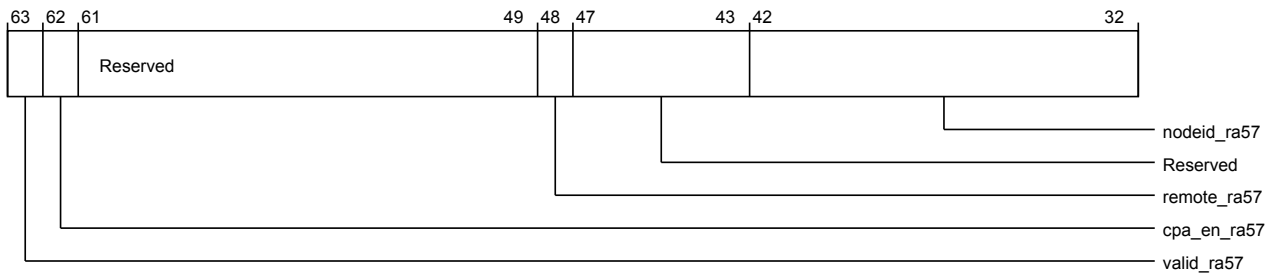 63 62 61 49 48 47 43 42 32
Reserved
nodeid_ra57
Reserved
remote_ra57
cpa_en_ra57
valid_ra57